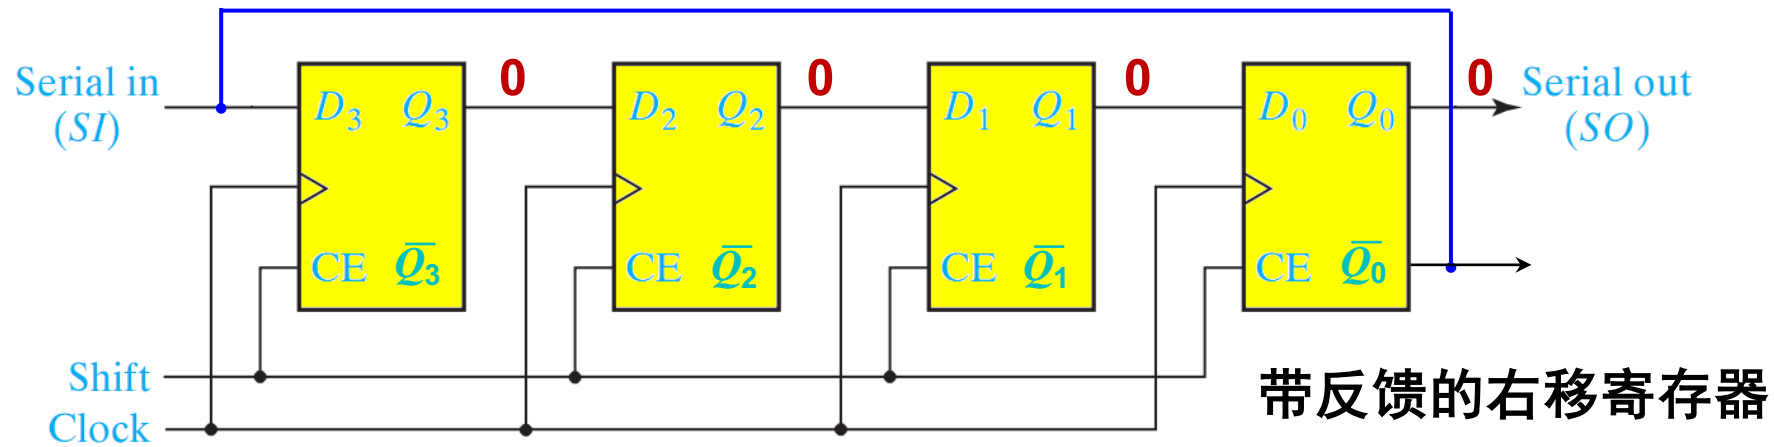 Serial in
(SI)
D₃ Q₃
CE Q̅₃
0
D₂ Q₂
CE Q̅₂
0
D₁ Q₁
CE Q̅₁
0
D₀ Q₀
CE Q̅₀
0
Serial out
(SO)
Shift
Clock
带反馈的右移寄存器